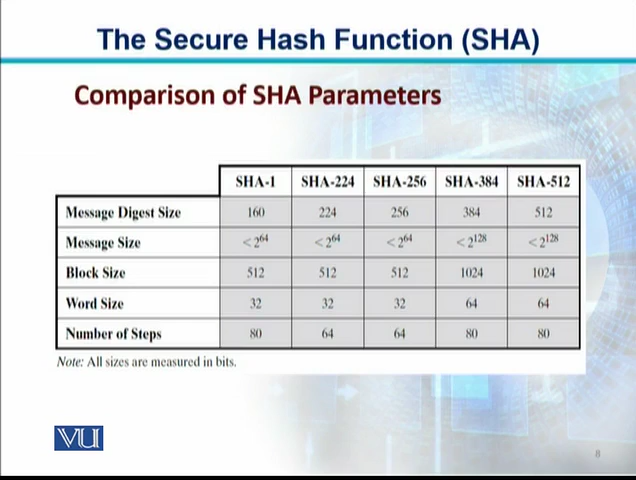 The Secure Hash Function (SHA)
Comparison of SHA Parameters
SHA-1 SHA-224 SHA-256 SHA-384 SHA-512
Message Digest Size 160 224 256 384 512
Message Size < 2^64 < 2^64 < 2^64 < 2^128 < 2^128
Block Size 512 512 512 1024 1024
Word Size 32 32 32 64 64
Number of Steps 80 64 64 80 80
Note: All sizes are measured in bits.
VU
8